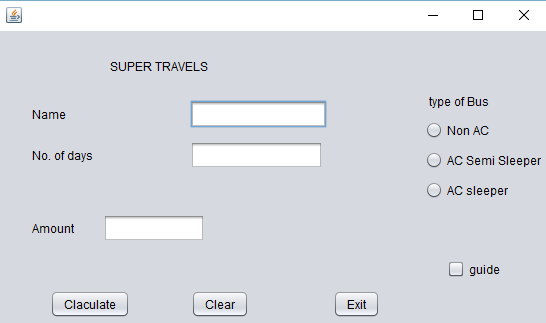 SUPER TRAVELS
type of Bus
Name
Non AC
No. of days
AC Semi Sleeper
AC sleeper
Amount
guide
Claculate Clear Exit